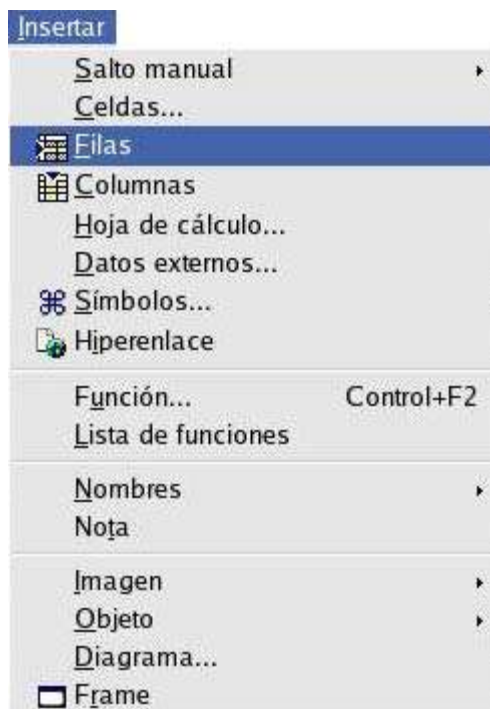 Insertar
Salto manual
Celdas...
Filas
Columnas
Hoja de cálculo...
Datos externos...
Símbolos...
Hiperenlace
Función... Control+F2
Lista de funciones
Nombres
Nota
Imagen
Objeto
Diagrama...
Frame